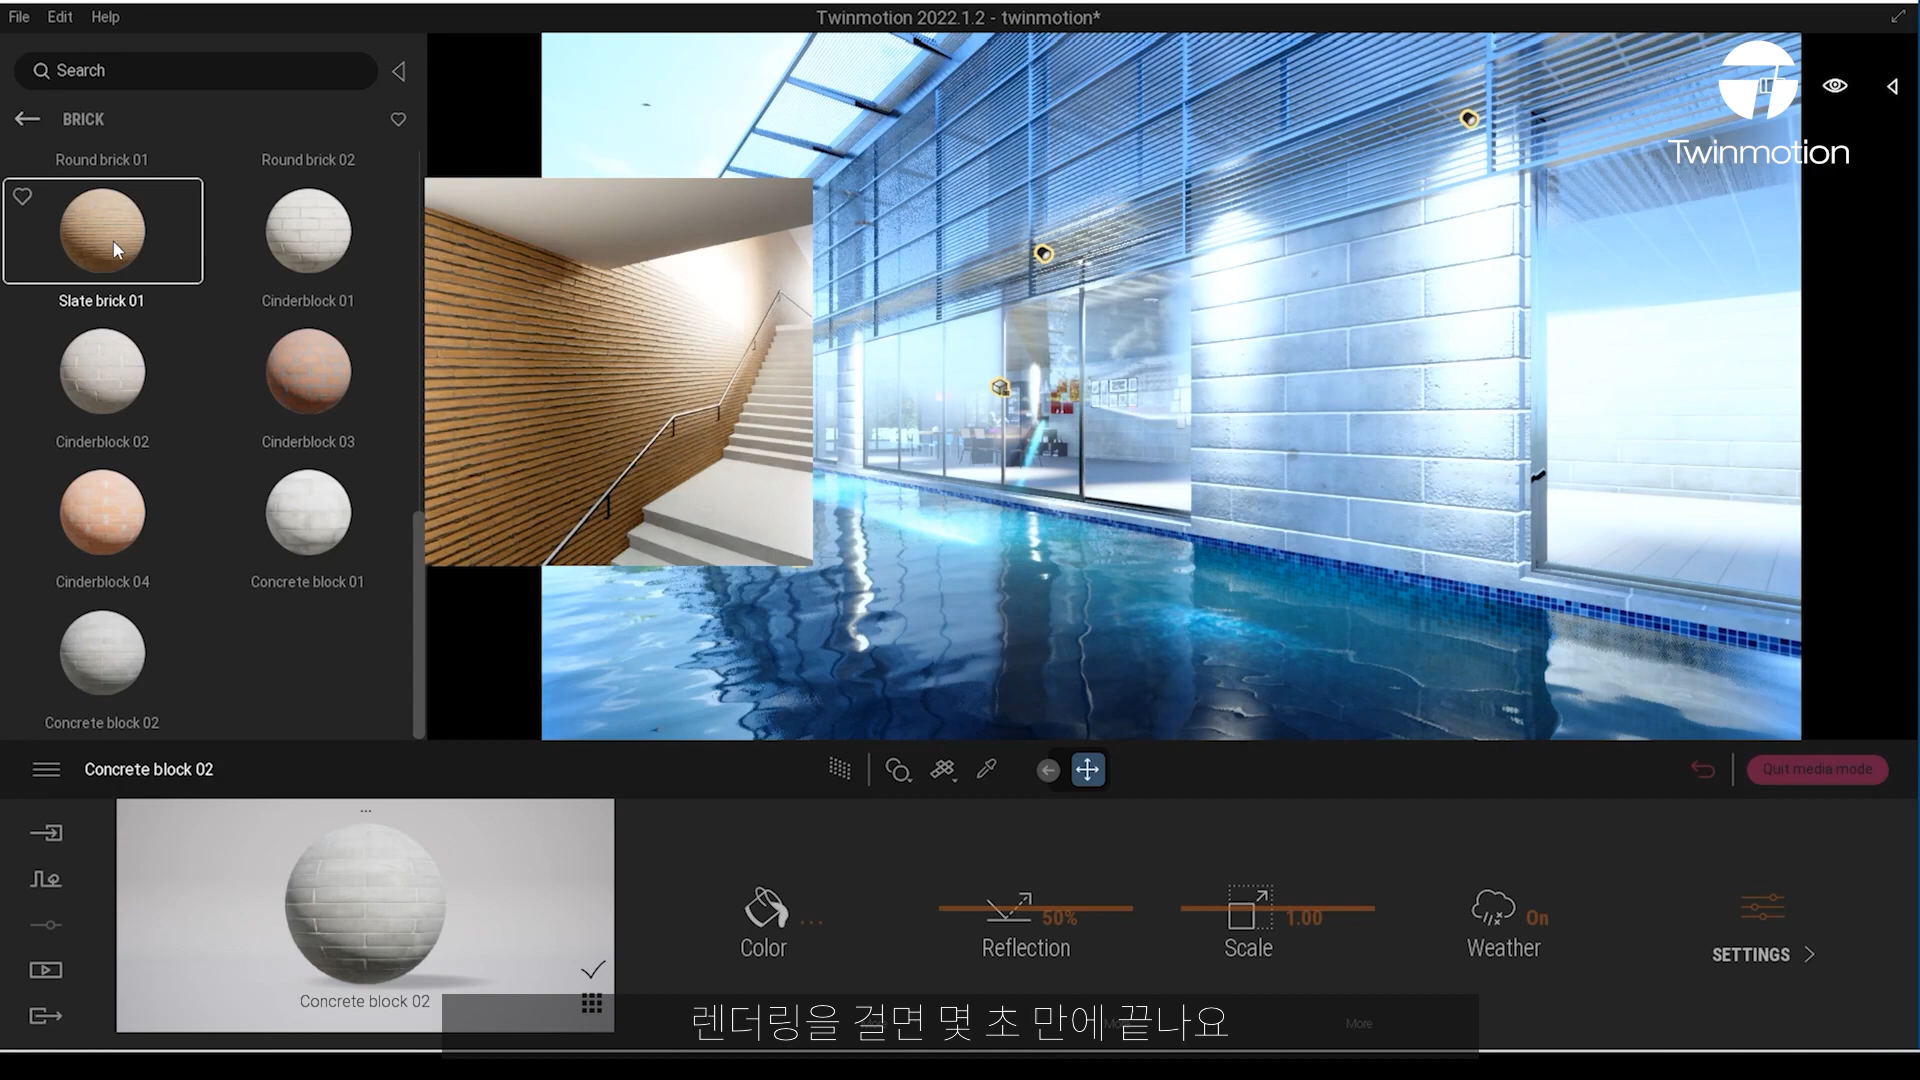 File Edit Help
Twinmotion 2022.1.2 - twinmotion*
Search
BRICK
Round brick 01 Round brick 02
Slate brick 01 Cinderblock 01
Cinderblock 02 Cinderblock 03
Cinderblock 04 Concrete block 01
Concrete block 02
Twinmotion
Concrete block 02
Quit media mode
Concrete block 02
... 50% 1.00 On
Color Reflection Scale Weather
SETTINGS
렌더링을 걸면 몇 초 만에 끝나요
More More